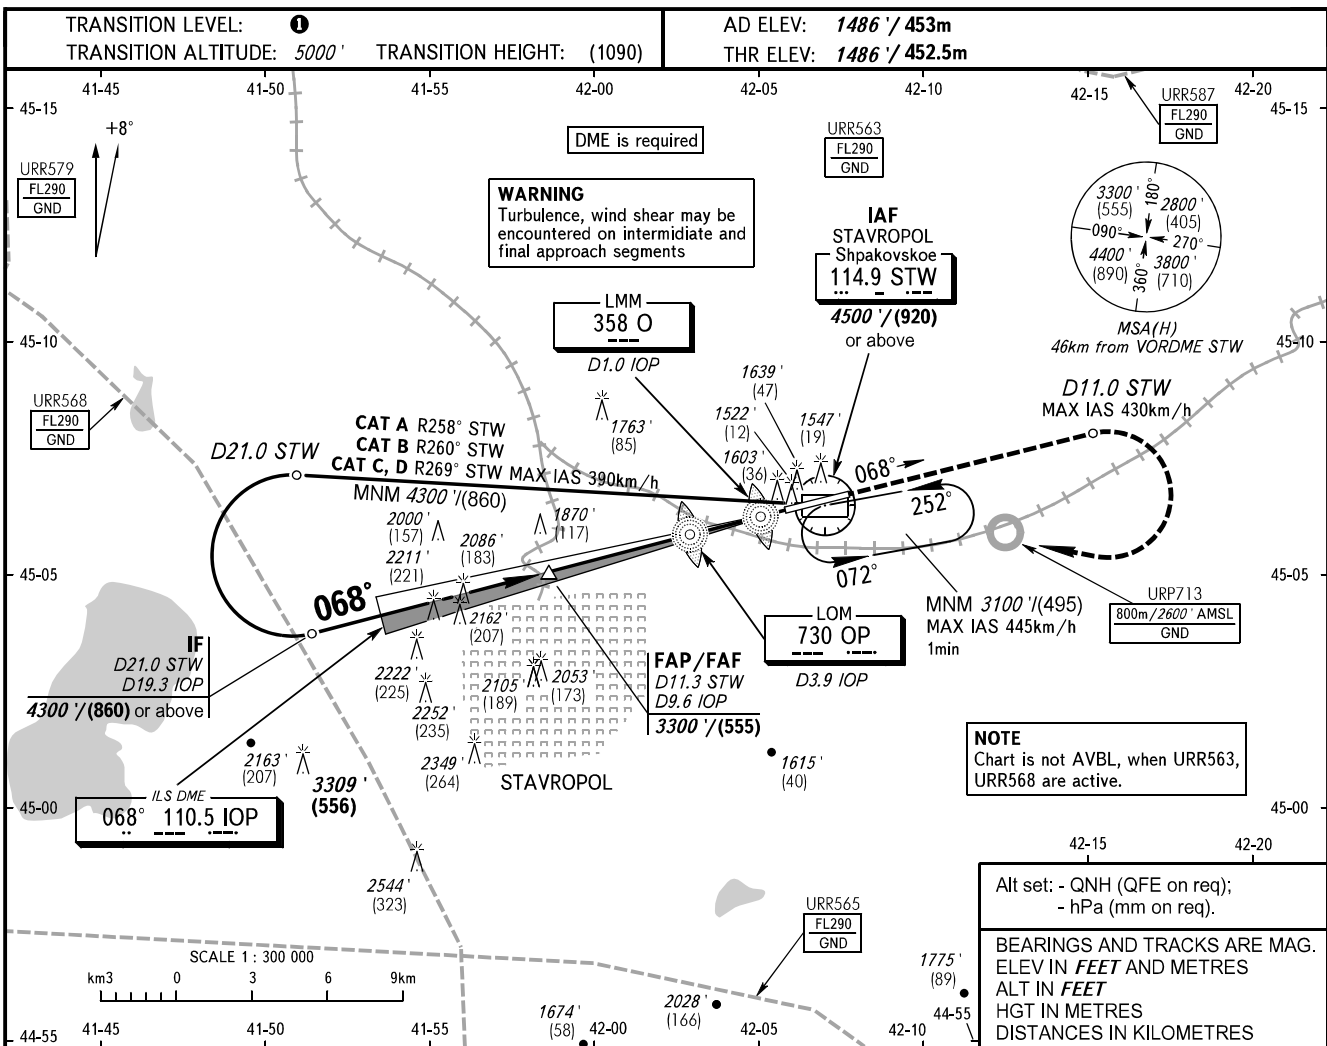 TRANSITION LEVEL: 1
TRANSITION ALTITUDE: 5000' TRANSITION HEIGHT: (1090)
AD ELEV: 1486'/ 453m
THR ELEV: 1486'/ 452.5m
41-45 41-50 41-55 42-00 42-05 42-10 42-15 42-20
45-15 45-15
+8°
URR579
FL290
GND
DME is required
URR563
FL290
GND
URR587
FL290
GND
WARNING
Turbulence, wind shear may be
encountered on intermidiate and
final approach segments
IAF
STAVROPOL
Shpakovskoe
114.9 STW
4500'/(920)
or above
3300'
(555)
180°
2800'
(405)
090°
270°
4400'
(890)
360°
3800'
(710)
MSA(H)
46km from VORDME STW
LMM
358 O
D1.0 IOP
45-10 45-10
URR568
FL290
GND
1639'
(47)
1763'
(85)
1522'
(12)
1547'
(19)
1603'
(36)
D11.0 STW
MAX IAS 430km/h
D21.0 STW
CAT A R258° STW
CAT B R260° STW
CAT C, D R269° STW MAX IAS 390km/h
MNM 4300'/(860)
068°
252°
072°
2000'
(157)
1870'
(117)
2086'
(183)
2211'
(221)
068°
2162'
(207)
45-05 45-05
URP713
800m/2600' AMSL
GND
MNM 3100'/(495)
MAX IAS 445km/h
1min
LOM
730 OP
D3.9 IOP
IF
D21.0 STW
D19.3 IOP
4300'/(860) or above
2222'
(225)
2252'
(235)
2105'
(189)
2053'
(173)
FAP/FAF
D11.3 STW
D9.6 IOP
3300'/(555)
2163'
(207)
3309'
(556)
2349'
(264)
STAVROPOL
1615'
(40)
NOTE
Chart is not AVBL, when URR563,
URR568 are active.
ILS DME
068° 110.5 IOP
45-00 45-00
42-15 42-20
2544'
(323)
Alt set: - QNH (QFE on req);
- hPa (mm on req).
URR565
FL290
GND
SCALE 1 : 300 000
km3 0 3 6 9km
1775'
(89)
2028'
(166)
1674'
(58)
BEARINGS AND TRACKS ARE MAG.
ELEV IN FEET AND METRES
ALT IN FEET
HGT IN METRES
DISTANCES IN KILOMETRES
44-55 44-55
41-45 41-50 41-55 42-00 42-05 42-10